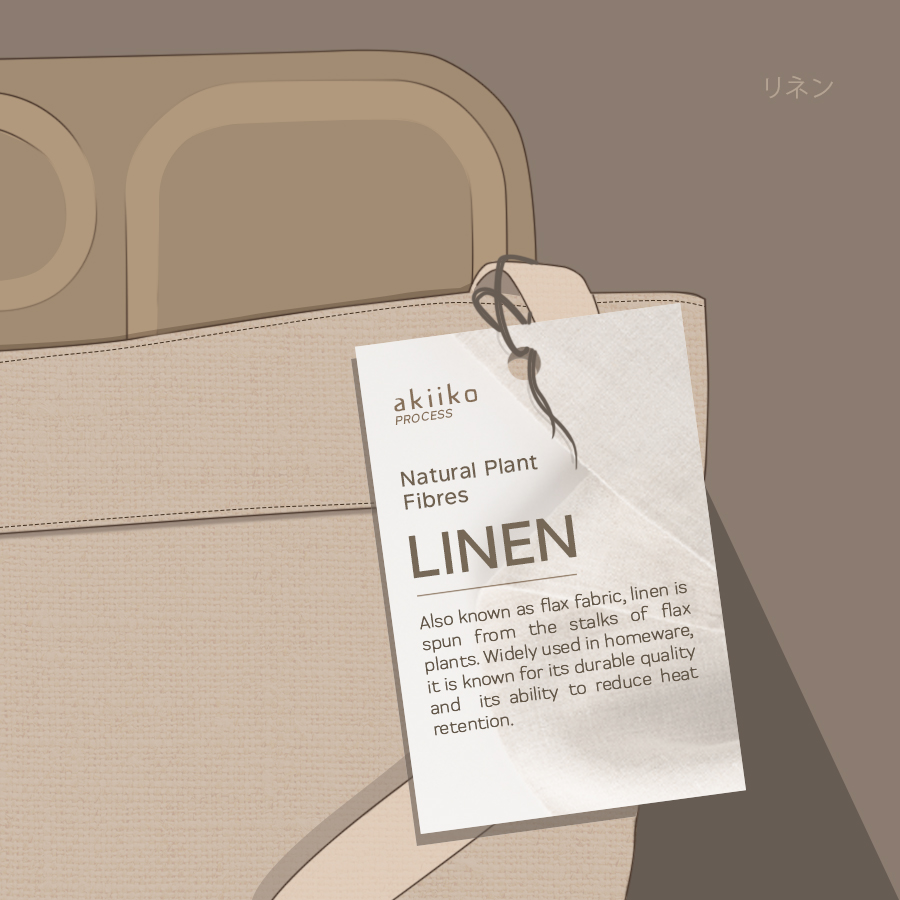 リネン
akiiko
PROCESS
Natural Plant
Fibres
LINEN
Also known as flax fabric, linen is
spun from the stalks of flax
plants. Widely used in homeware,
it is known for its durable quality
and its ability to reduce heat
retention.